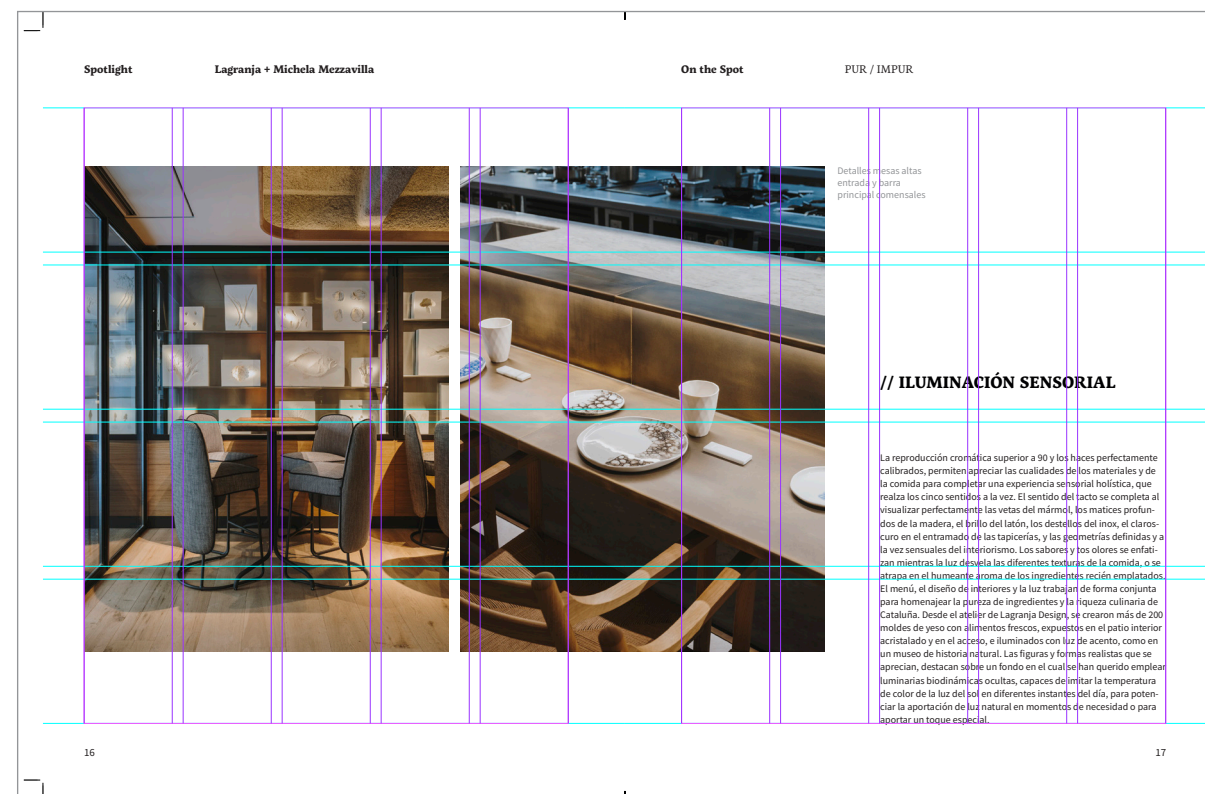 Spotlight Lagranja + Michela Mezzavilla On the Spot PUR / IMPUR
Detalles mesas altas
entrada y barra
principal comensales
// ILUMINACIÓN SENSORIAL
La reproducción cromática superior a 90 y los haces perfectamente
calibrados, permiten apreciar las cualidades de los materiales y de
la comida para completar una experiencia sensorial holística, que
realza los cinco sentidos a la vez. El sentido del tacto se completa al
visualizar perfectamente las vetas del mármol, los matices profun-
dos de la madera, el brillo del latón, los destellos del inox, el claros-
curo en el entramado de las tapicerías, y las geometrías definidas y a
la vez sensuales del interiorismo. Los sabores y tos olores se enfati-
zan mientras la luz desvela las diferentes texturas de la comida, o se
atrapa en el humeante aroma de los ingredientes recién emplatados.
El menú, el diseño de interiores y la luz trabajan de forma conjunta
para homenajear la pureza de ingredientes y la riqueza culinaria de
Cataluña. Desde el atelier de Lagranja Design, se crearon más de 200
moldes de yeso con alimentos frescos, expuestos en el patio interior
acristalado y en el acceso, e iluminados con luz de acento, como en
un museo de historia natural. Las figuras y formas realistas que se
aprecian, destacan sobre un fondo en el cual se han querido emplear
luminarias biodinámicas ocultas, capaces de imitar la temperatura
de color de la luz del sol en diferentes instantes del día, para poten-
ciar la aportación de luz natural en momentos de necesidad o para
aportar un toque especial.
16 17